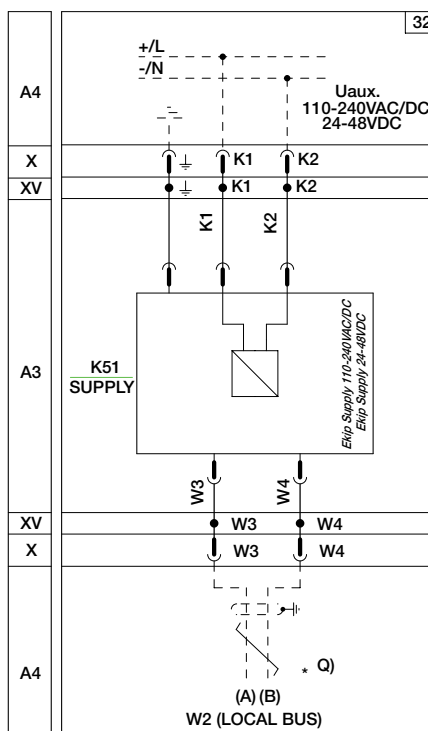 32
+/L
-/N
A4
Uaux.
110-240VAC/DC
24-48VDC
X
K1
K2
XV
K1
K2
K1
K2
A3
K51
SUPPLY
Ekip Supply 110-240VAC/DC
Ekip Supply 24-48VDC
W3
W4
XV
W3
W4
X
W3
W4
A4
* Q)
(A) (B)
W2 (LOCAL BUS)